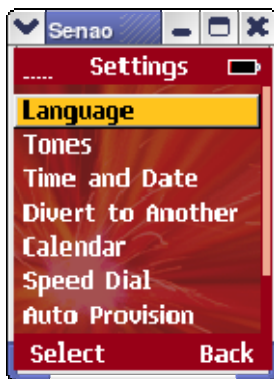 Senao
..... Settings
Language
Tones
Time and Date
Divert to Another
Calendar
Speed Dial
Auto Provision
Select Back